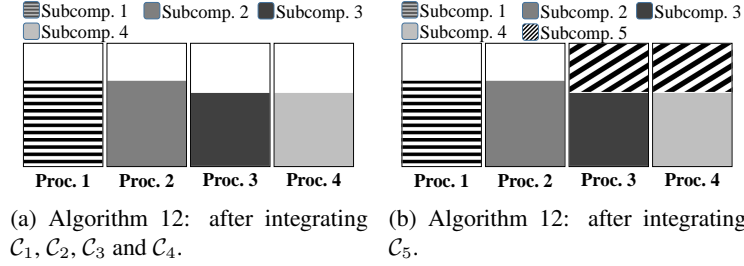 Subcomp. 1 Subcomp. 2 Subcomp. 3
Subcomp. 4
Proc. 1 Proc. 2 Proc. 3 Proc. 4
(a) Algorithm 12: after integrating
C1, C2, C3 and C4.
Subcomp. 1 Subcomp. 2 Subcomp. 3
Subcomp. 4 Subcomp. 5
Proc. 1 Proc. 2 Proc. 3 Proc. 4
(b) Algorithm 12: after integrating
C5.